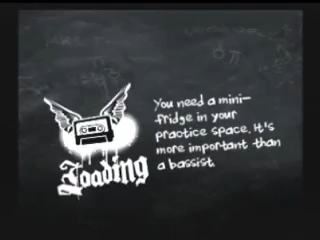 You need a mini-
fridge in your
practice space. It's
more important than
a bassist.
Loading